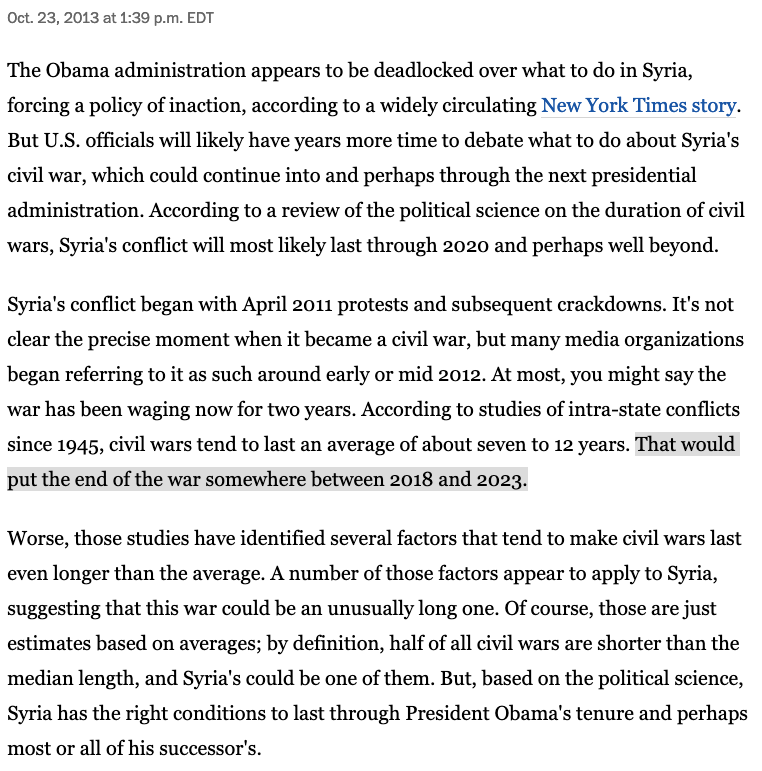 Oct. 23, 2013 at 1:39 p.m. EDT
The Obama administration appears to be deadlocked over what to do in Syria,
forcing a policy of inaction, according to a widely circulating New York Times story.
But U.S. officials will likely have years more time to debate what to do about Syria's
civil war, which could continue into and perhaps through the next presidential
administration. According to a review of the political science on the duration of civil
wars, Syria's conflict will most likely last through 2020 and perhaps well beyond.
Syria's conflict began with April 2011 protests and subsequent crackdowns. It's not
clear the precise moment when it became a civil war, but many media organizations
began referring to it as such around early or mid 2012. At most, you might say the
war has been waging now for two years. According to studies of intra-state conflicts
since 1945, civil wars tend to last an average of about seven to 12 years. That would
put the end of the war somewhere between 2018 and 2023.
Worse, those studies have identified several factors that tend to make civil wars last
even longer than the average. A number of those factors appear to apply to Syria,
suggesting that this war could be an unusually long one. Of course, those are just
estimates based on averages; by definition, half of all civil wars are shorter than the
median length, and Syria's could be one of them. But, based on the political science,
Syria has the right conditions to last through President Obama's tenure and perhaps
most or all of his successor's.